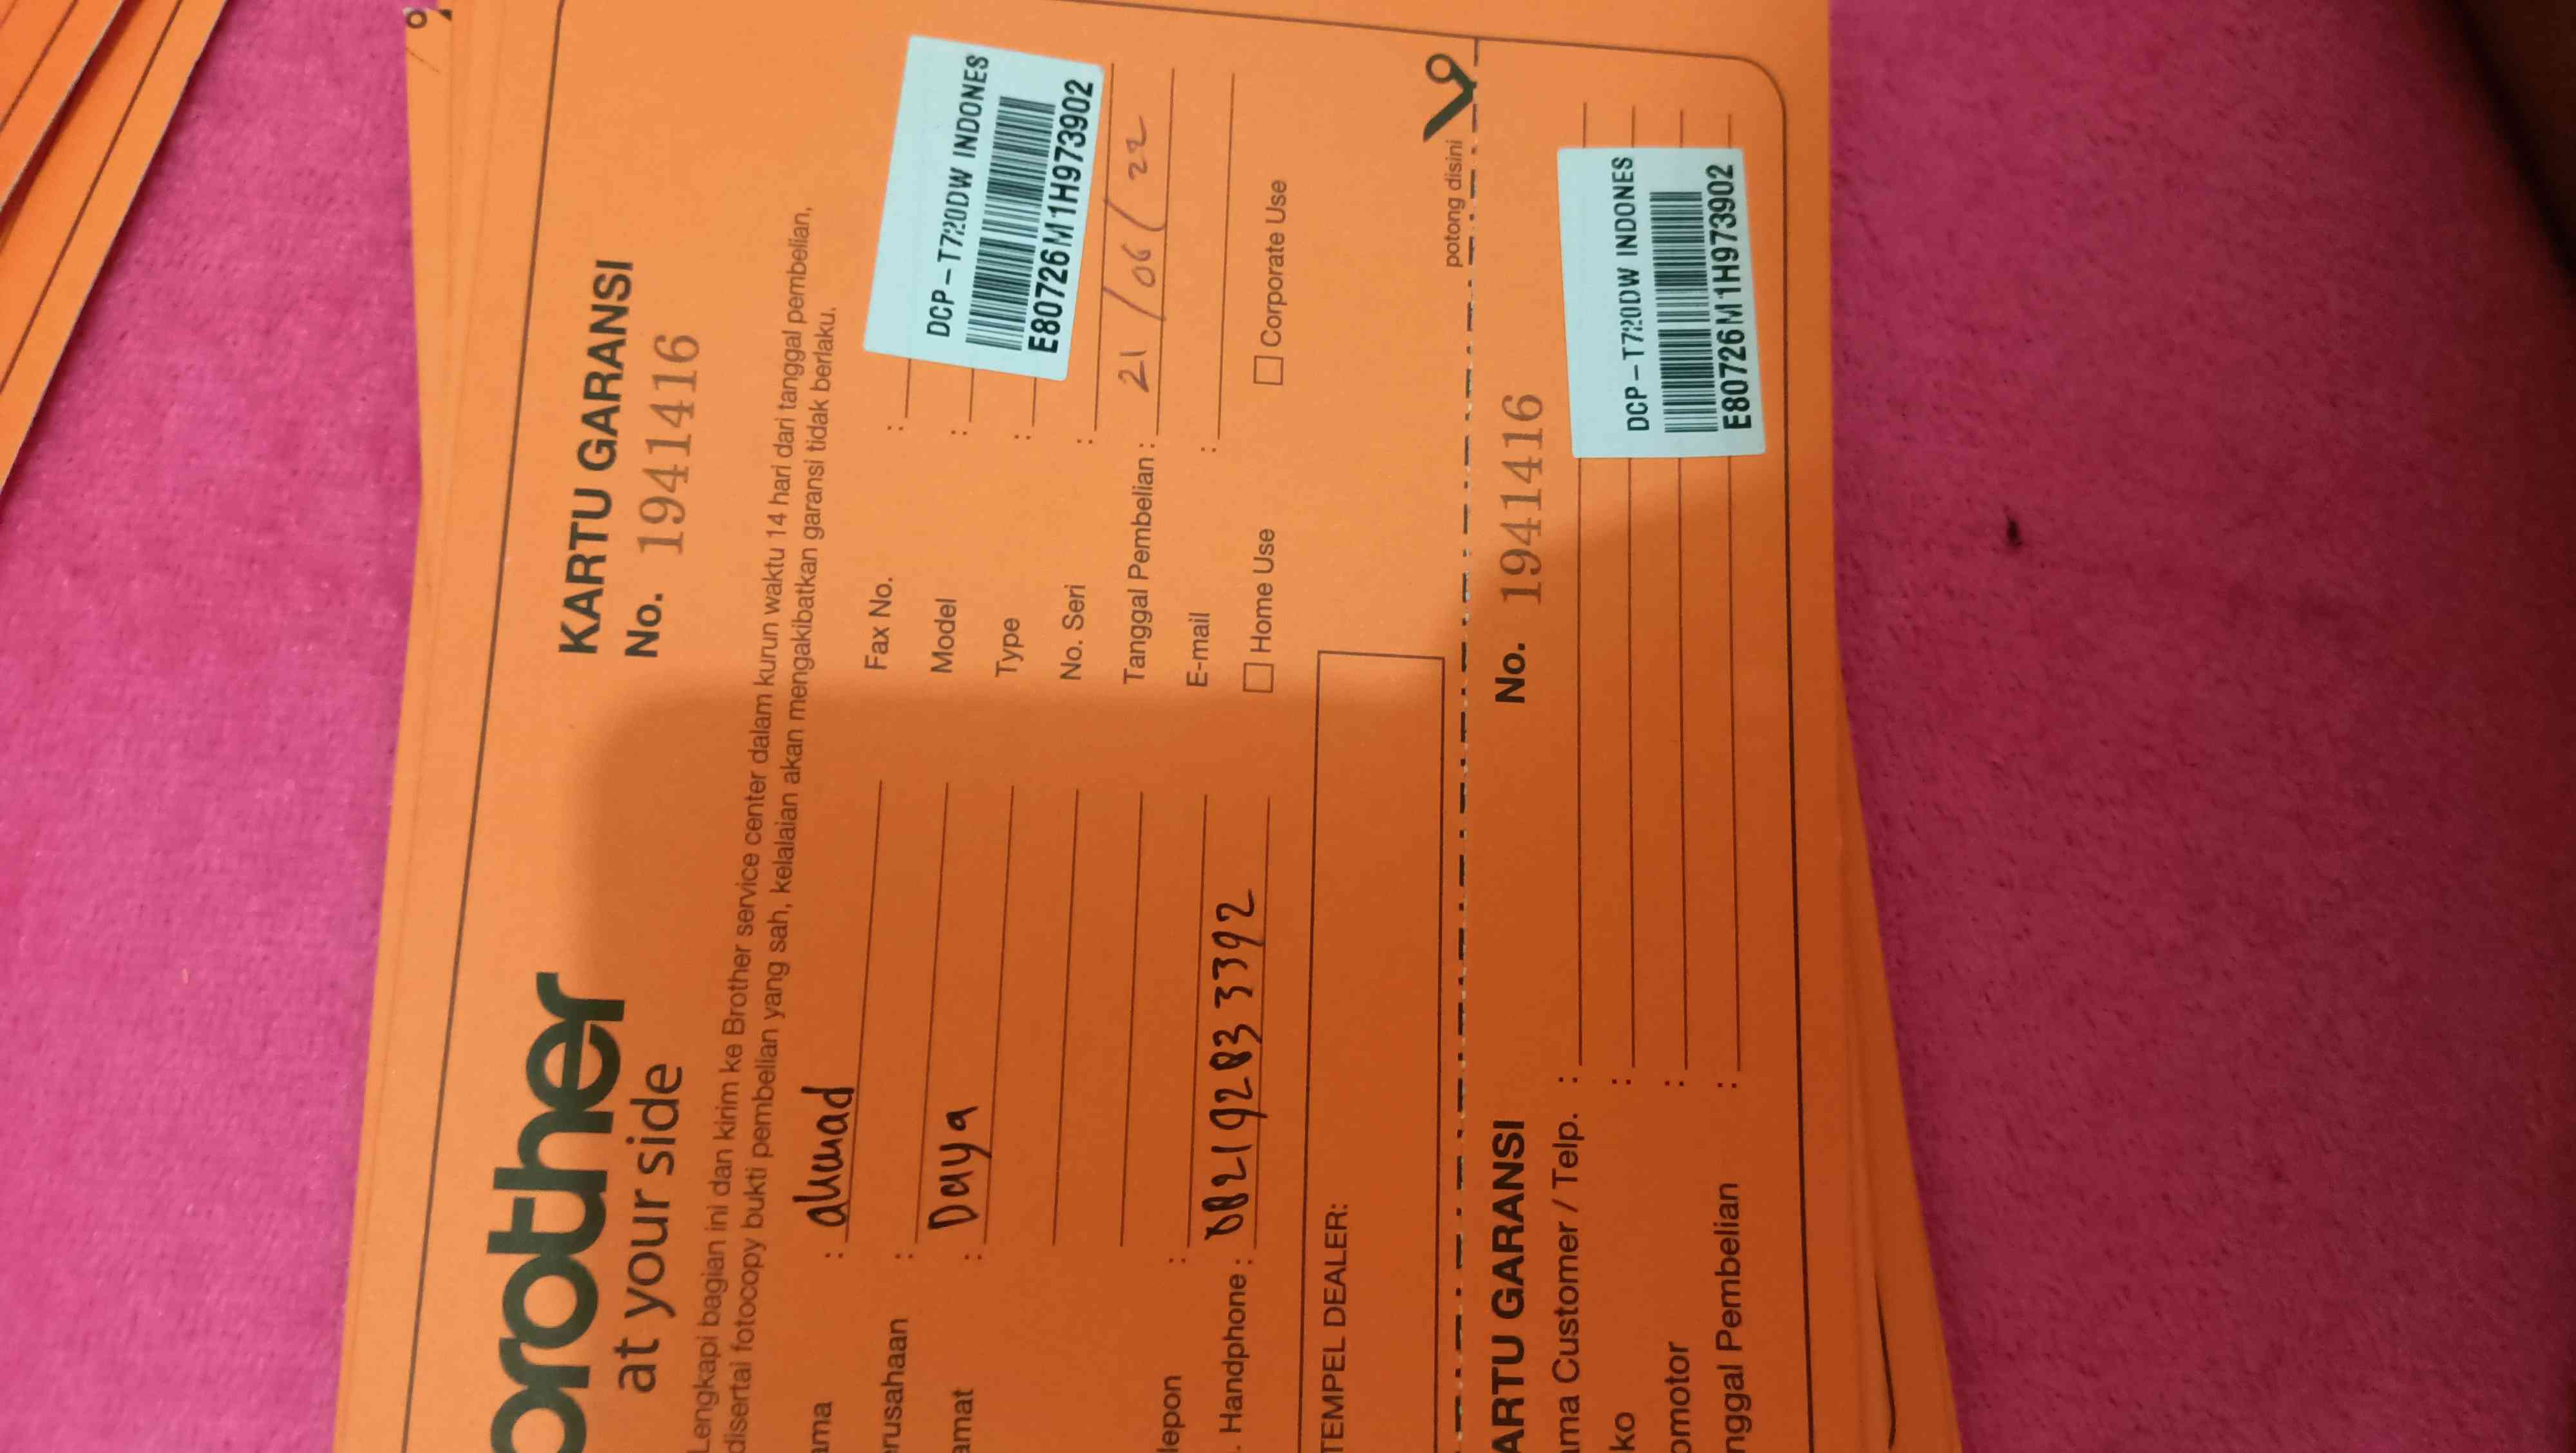 brother
at your side
KARTU GARANSI
No. 1941416
Lengkapi bagian ini dan kirim ke Brother service center dalam kurun waktu 14 hari dari tanggal pembelian,
disertai fotocopy bukti pembelian yang sah, kelalaian akan mengakibatkan garansi tidak berlaku.
ama : ahmad
erusahaan :
amat : Daya
lepon :
. Handphone : 082192833392
Fax No. :
Model :
Type :
No. Seri :
DCP-T720DW INDONES
E80726M1H973902
Tanggal Pembelian : 21/06/22
E-mail :
Home Use
Corporate Use
TEMPEL DEALER:
potong disini
ARTU GARANSI
No. 1941416
ama Customer / Telp. :
ko :
omotor :
nggal Pembelian :
DCP-T720DW INDONES
E80726M1H973902